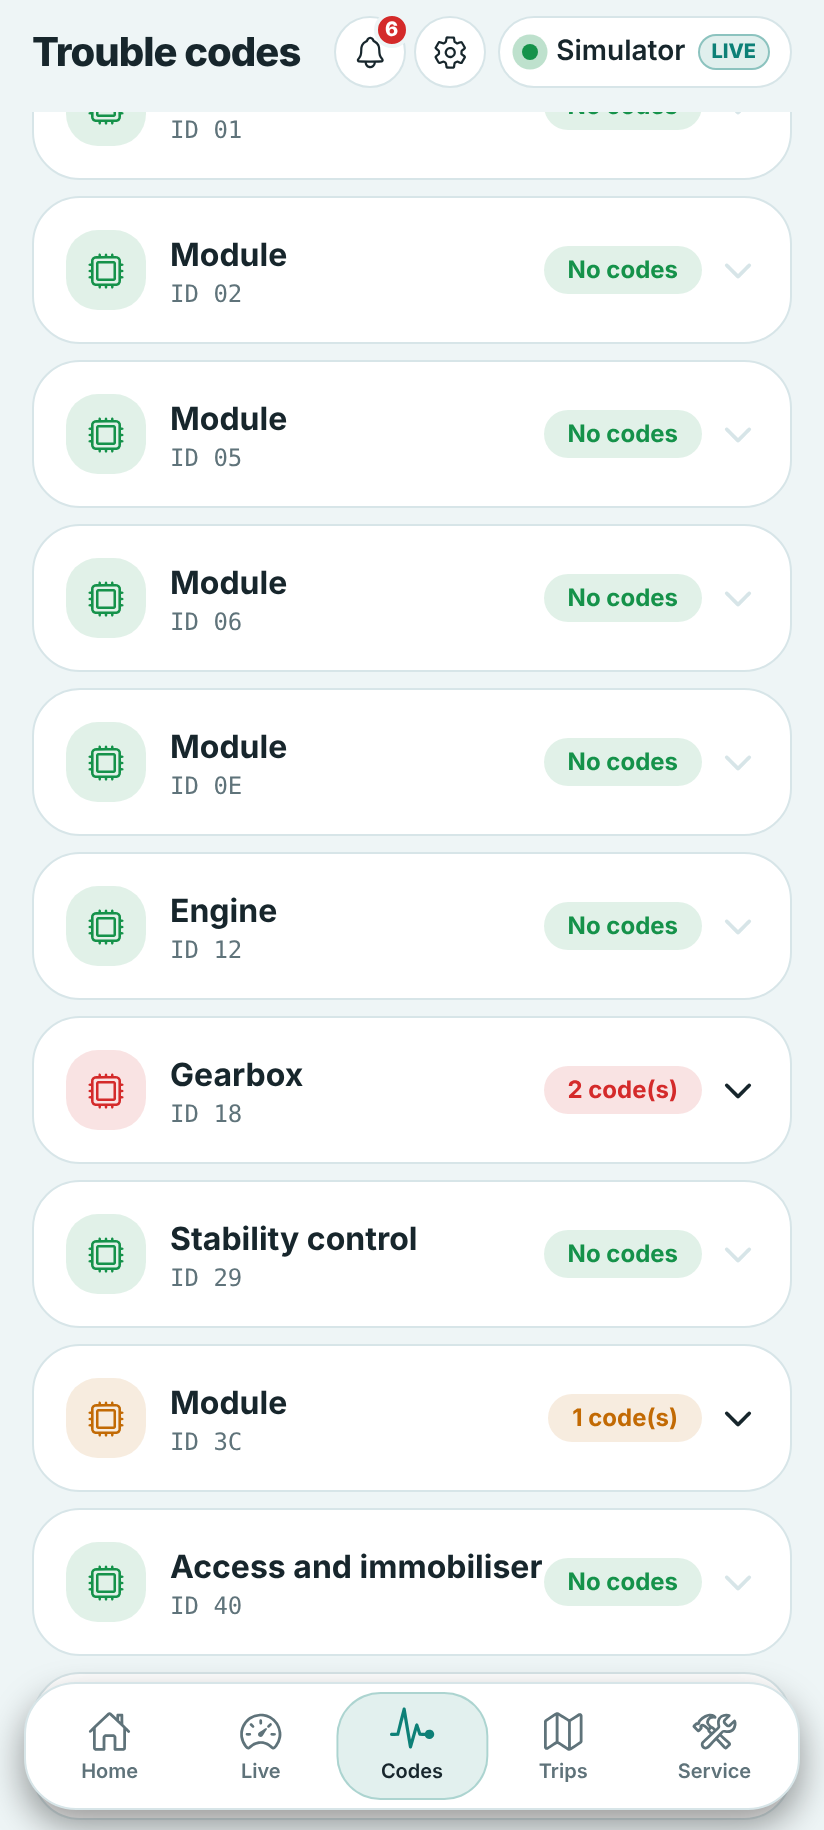 Trouble codes
6
Simulator
LIVE
ID 01
No codes
Module
ID 02
No codes
Module
ID 05
No codes
Module
ID 06
No codes
Module
ID 0E
No codes
Engine
ID 12
No codes
Gearbox
ID 18
2 code(s)
Stability control
ID 29
No codes
Module
ID 3C
1 code(s)
Access and immobiliser
ID 40
No codes
Home
Live
Codes
Trips
Service